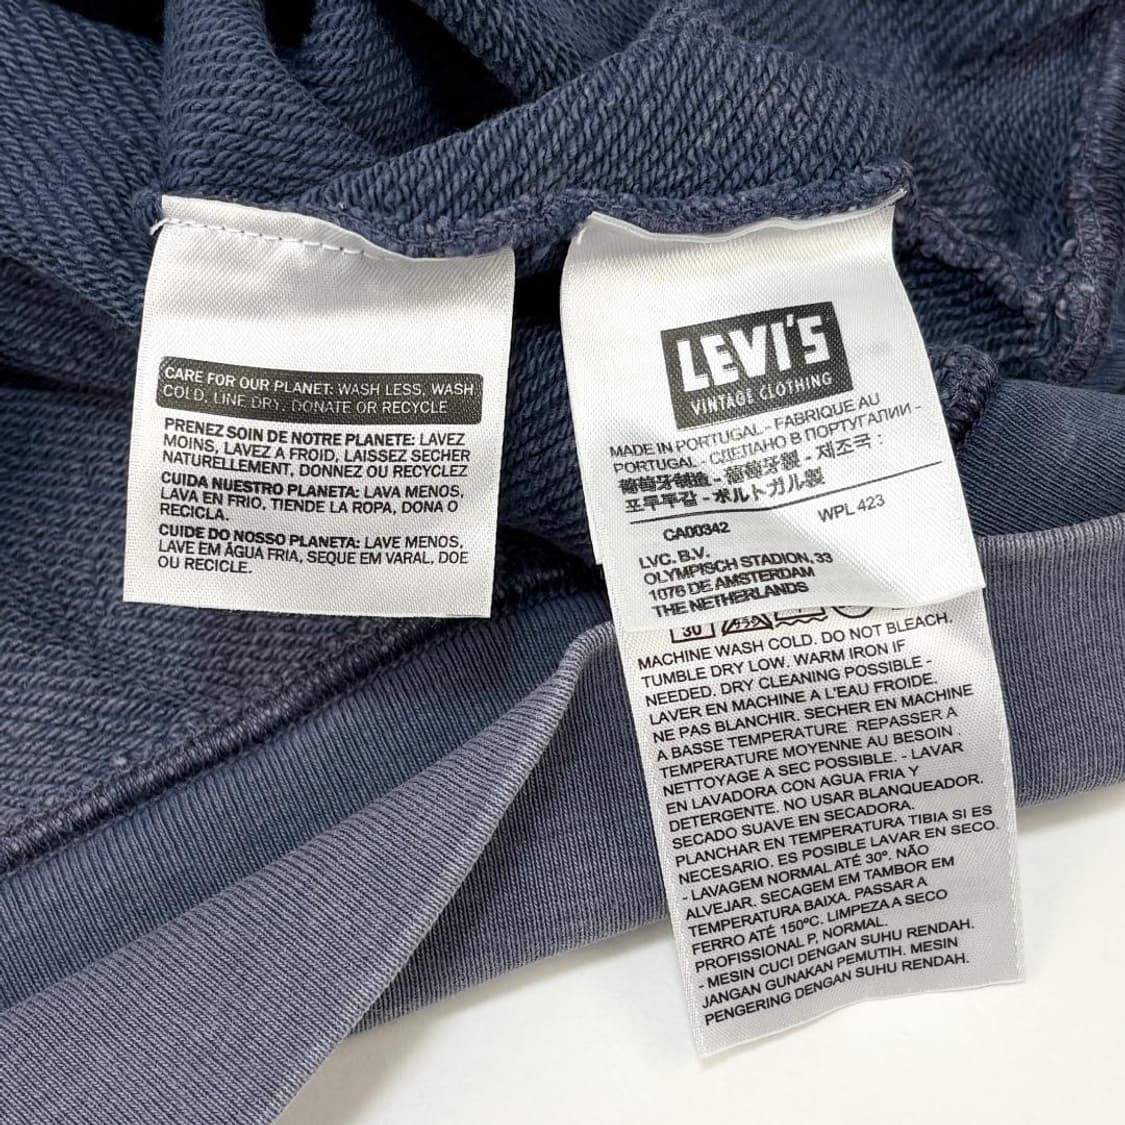 CARE FOR OUR PLANET: WASH LESS, WASH
COLD, LINE DRY, DONATE OR RECYCLE
PRENEZ SOIN DE NOTRE PLANETE: LAVEZ
MOINS, LAVEZ A FROID, LAISSEZ SECHER
NATURELLEMENT, DONNEZ OU RECYCLEZ
CUIDA NUESTRO PLANETA: LAVA MENOS,
LAVA EN FRIO, TIENDE LA ROPA, DONA O
RECICLA.
CUIDE DO NOSSO PLANETA: LAVE MENOS,
LAVE EM ÁGUA FRIA, SEQUE EM VARAL, DOE
OU RECICLE.
LEVI'S
VINTAGE CLOTHING
MADE IN PORTUGAL - FABRIQUE AU
PORTUGAL - СДЕЛАНО В ПОРТУГАЛИИ -
葡萄牙制造 - 葡萄牙製 - 제조국 :
포루투갈 - ポルトガル製
CA00342 WPL 423
LVC. B.V.
OLYMPISCH STADION, 33
1076 DE AMSTERDAM
THE NETHERLANDS
30
MACHINE WASH COLD. DO NOT BLEACH.
TUMBLE DRY LOW. WARM IRON IF
NEEDED. DRY CLEANING POSSIBLE -
LAVER EN MACHINE A L'EAU FROIDE.
NE PAS BLANCHIR. SECHER EN MACHINE
A BASSE TEMPERATURE REPASSER A
TEMPERATURE MOYENNE AU BESOIN
NETTOYAGE A SEC POSSIBLE. - LAVAR
EN LAVADORA CON AGUA FRIA Y
DETERGENTE. NO USAR BLANQUEADOR.
SECADO SUAVE EN SECADORA.
PLANCHAR EN TEMPERATURA TIBIA SI ES
NECESARIO. ES POSIBLE LAVAR EN SECO.
- LAVAGEM NORMAL ATÉ 30º. NÃO
ALVEJAR. SECAGEM EM TAMBOR EM
TEMPERATURA BAIXA. PASSAR A
FERRO ATÉ 150ºC. LIMPEZA A SECO
PROFISSIONAL P, NORMAL.
- MESIN CUCI DENGAN SUHU RENDAH.
JANGAN GUNAKAN PEMUTIH. MESIN
PENGERING DENGAN SUHU RENDAH.